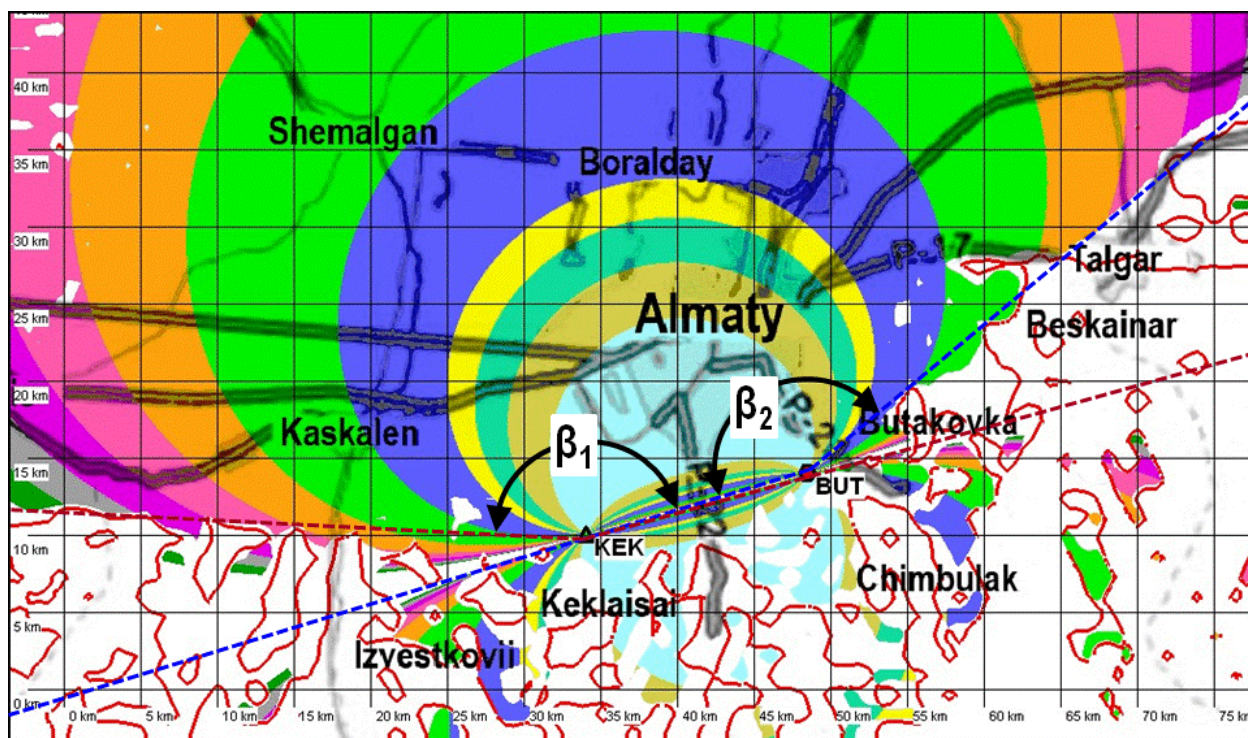 40 km
Shemalgan
35 km
Boralday
30 km
P-17
Talgar
25 km
Almaty
Beskainar
20 km
β2
P-2
Butakovka
Kaskalen
β1
15 km
BUT
10 km
KEK
Chimbulak
Keklaisai
5 km
Izvestkovii
0 km
0 km 5 km 10 km 15 km 20 km 25 km 30 km 35 km 40 km 45 km 50 km 55 km 60 km 65 km 70 km 75 km